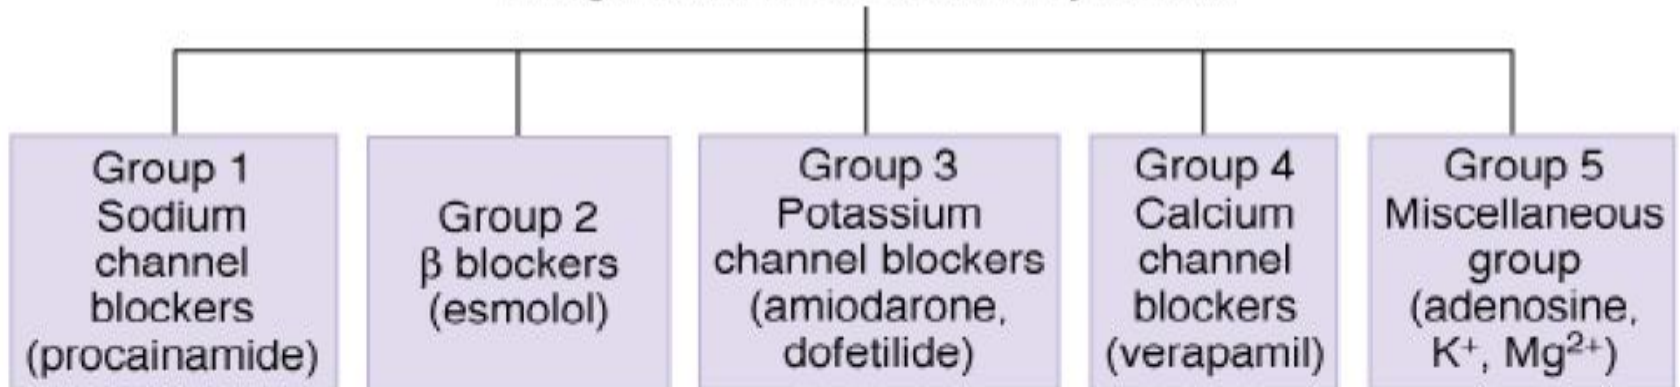 Group 1
Sodium
channel
blockers
(procainamide)
Group 2
β blockers
(esmolol)
Group 3
Potassium
channel blockers
(amiodarone,
dofetilide)
Group 4
Calcium
channel
blockers
(verapamil)
Group 5
Miscellaneous
group
(adenosine,
K⁺, Mg²⁺)